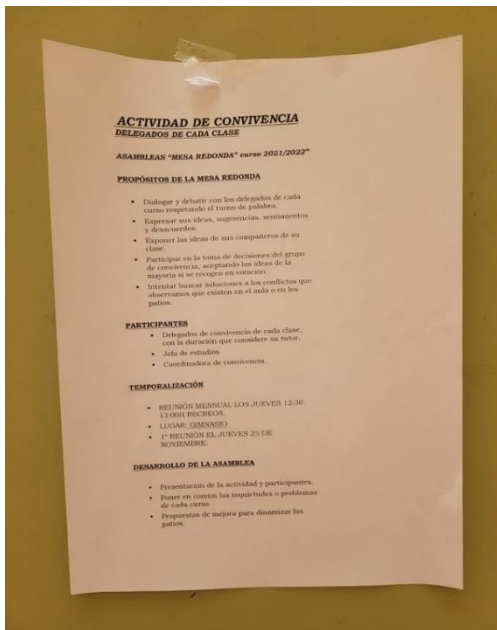 ACTIVIDAD DE CONVIVENCIA
DELEGADOS DE CADA CLASE
ASAMBLEAS "MESA REDONDA" curso 2021/2022"
PROPÓSITOS DE LA MESA REDONDA
• Dialogar y debatir con los delegados de cada
curso respetando el turno de palabra.
• Expresar sus ideas, sugerencias, sentimientos
y desacuerdos.
• Exponer las ideas de sus compañeros de su
clase.
• Participar en la toma de decisiones del grupo
de convivencia, aceptando las ideas de la
mayoría si se recogen en votación.
• Intentar buscar soluciones a los conflictos que
observamos que existen en el aula o en los
patios.
PARTICIPANTES
• Delegados de convivencia de cada clase,
con la duración que considere su tutor.
• Jefa de estudios
• Coordinadora de convivencia.
TEMPORALIZACIÓN
• REUNIÓN MENSUAL LOS JUEVES 12:30-
13:00H RECREOS.
• LUGAR: GIMNASIO
• 1ª REUNIÓN EL JUEVES 25 DE
NOVIEMBRE.
DESARROLLO DE LA ASAMBLEA
• Presentación de la actividad y participantes.
• Poner en común las inquietudes o problemas
de cada curso
• Propuestas de mejora para dinamizar los
patios.